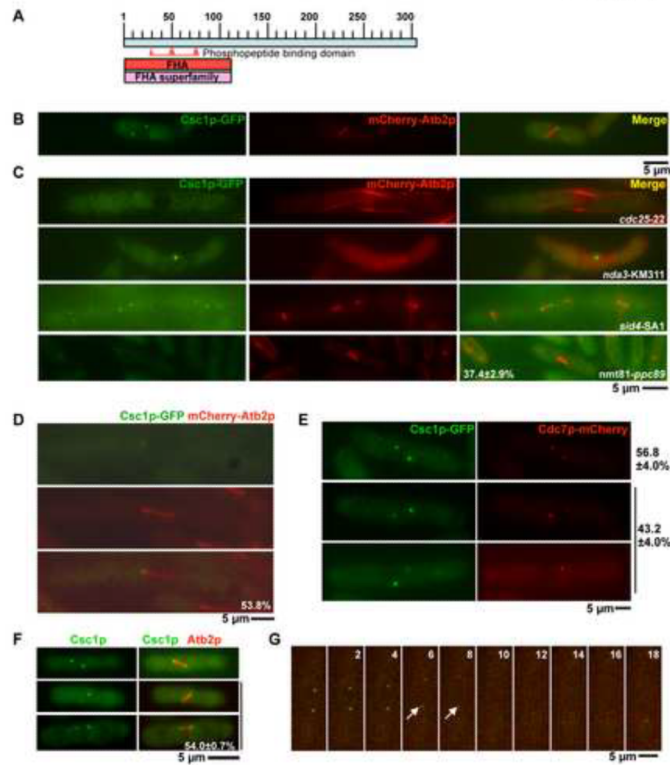 A
1 50 100 150 200 250 300
Phosphopeptide binding domain
FHA
FHA superfamily
B
Csc1p-GFP mCherry-Atb2p Merge
5 µm
C
Csc1p-GFP mCherry-Atb2p Merge
cdc25-22
nda3-KM311
sid4-SA1
37.4±2.9% nmt81-ppc89
5 µm
D
Csc1p-GFP mCherry-Atb2p
53.8%
5 µm
E
Csc1p-GFP Cdc7p-mCherry
56.8
±4.0%
43.2
±4.0%
5 µm
F
Csc1p Csc1p Atb2p
54.0±0.7%
5 µm
G
2 4 6 8 10 12 14 16 18
5 µm